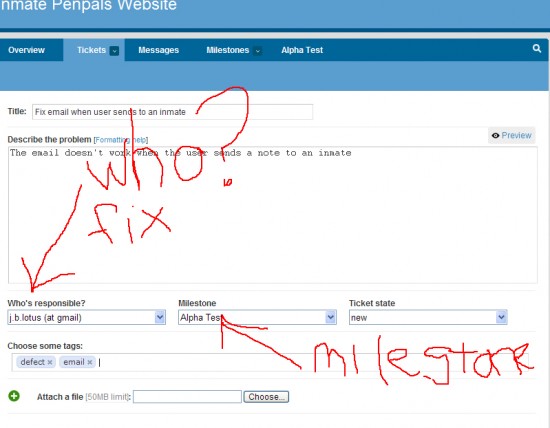 nmate Penpals Website
Overview Tickets Messages Milestones Alpha Test
Title: Fix email when user sends to an inmate
Describe the problem [Formatting help] Preview
The email doesn't work when the user sends a note to an inmate
who?
fix
Who's responsible? Milestone Ticket state
j.b.lotus (at gmail) Alpha Test new
milestone
Choose some tags:
defect × email ×
Attach a file [50MB limit]: Choose...